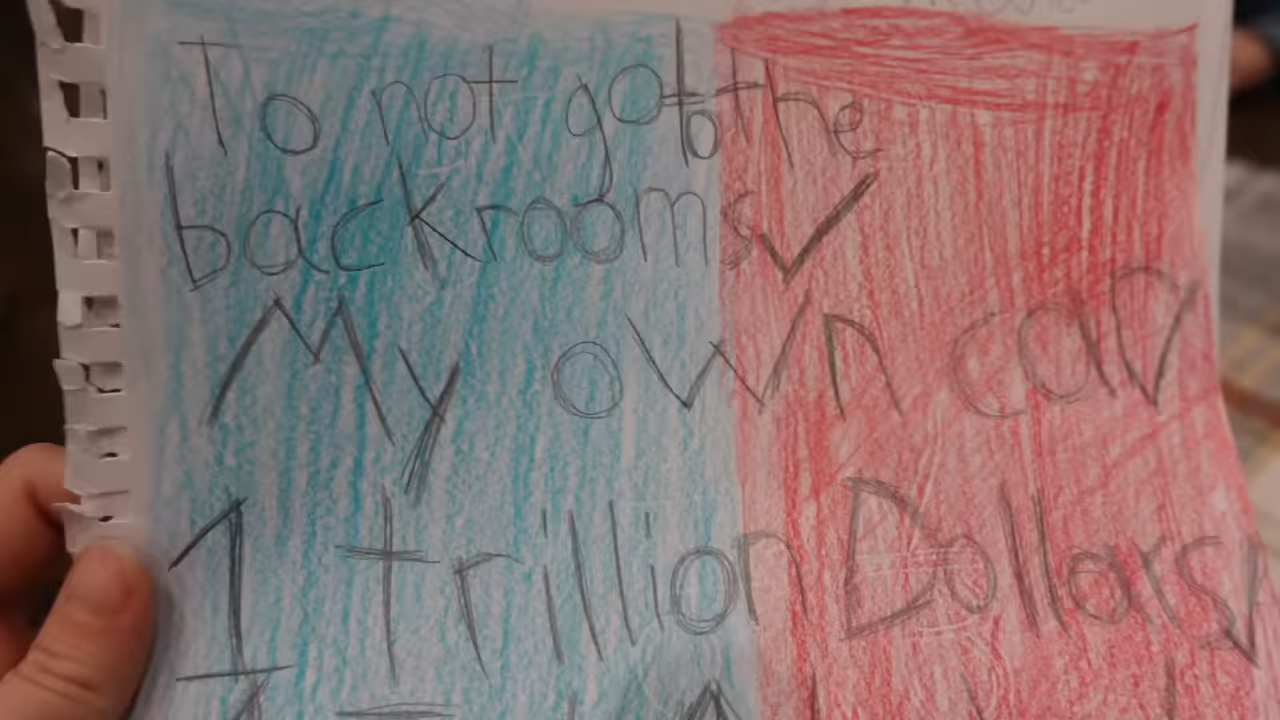 To not go to the
backrooms✓
My own car✓
1 trillion Dollars✓